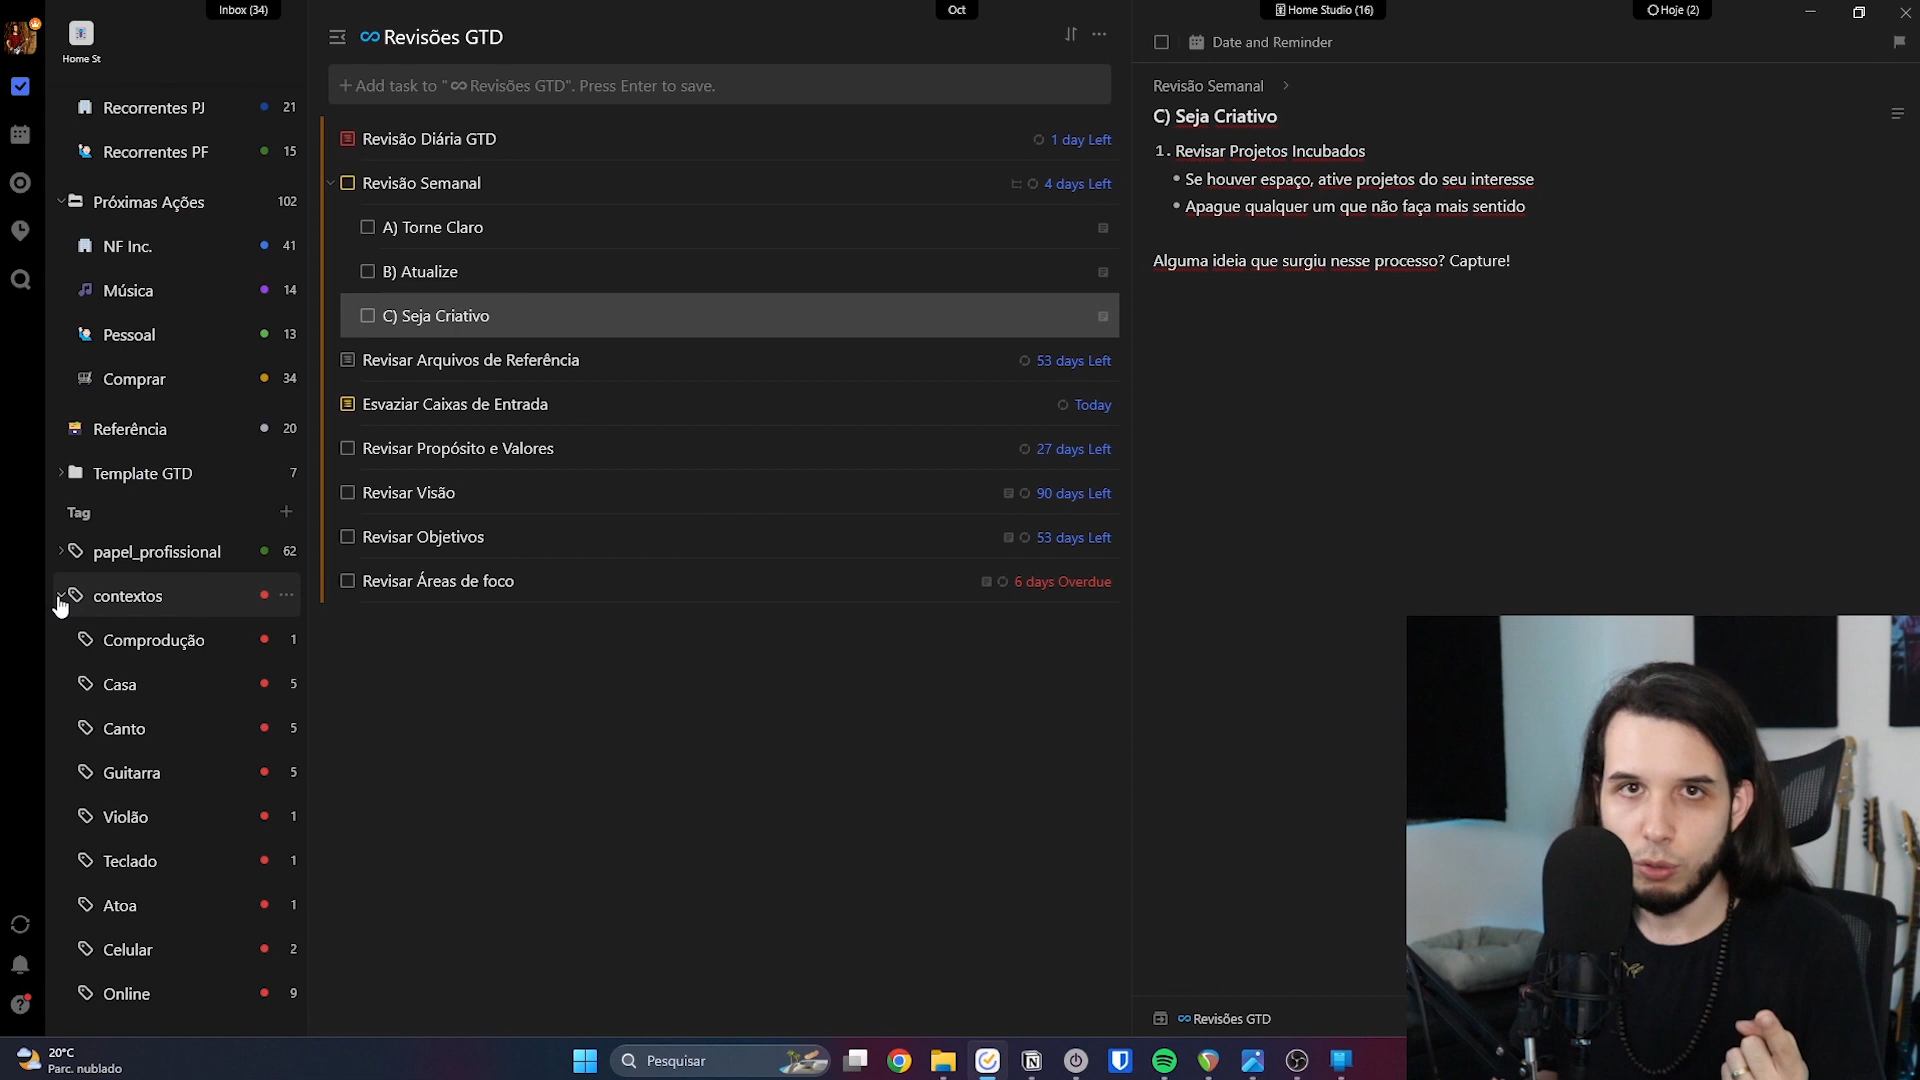 Inbox (34)
Oct
Home Studio (16)
Hoje (2)
Home St
Recorrentes PJ 21
Recorrentes PF 15
Próximas Ações 102
NF Inc. 41
Música 14
Pessoal 13
Comprar 34
Referência 20
Template GTD 7
Tag
papel_profissional 62
contextos
Comprodução 1
Casa 5
Canto 5
Guitarra 5
Violão 1
Teclado 1
Atoa 1
Celular 2
Online 9
∞ Revisões GTD
+ Add task to "∞ Revisões GTD". Press Enter to save.
Revisão Diária GTD 1 day Left
Revisão Semanal 4 days Left
A) Torne Claro
B) Atualize
C) Seja Criativo
Revisar Arquivos de Referência 53 days Left
Esvaziar Caixas de Entrada Today
Revisar Propósito e Valores 27 days Left
Revisar Visão 90 days Left
Revisar Objetivos 53 days Left
Revisar Áreas de foco 6 days Overdue
Date and Reminder
Revisão Semanal >
C) Seja Criativo
1. Revisar Projetos Incubados
• Se houver espaço, ative projetos do seu interesse
• Apague qualquer um que não faça mais sentido
Alguma ideia que surgiu nesse processo? Capture!
∞ Revisões GTD
20°C
Parc. nublado
Pesquisar